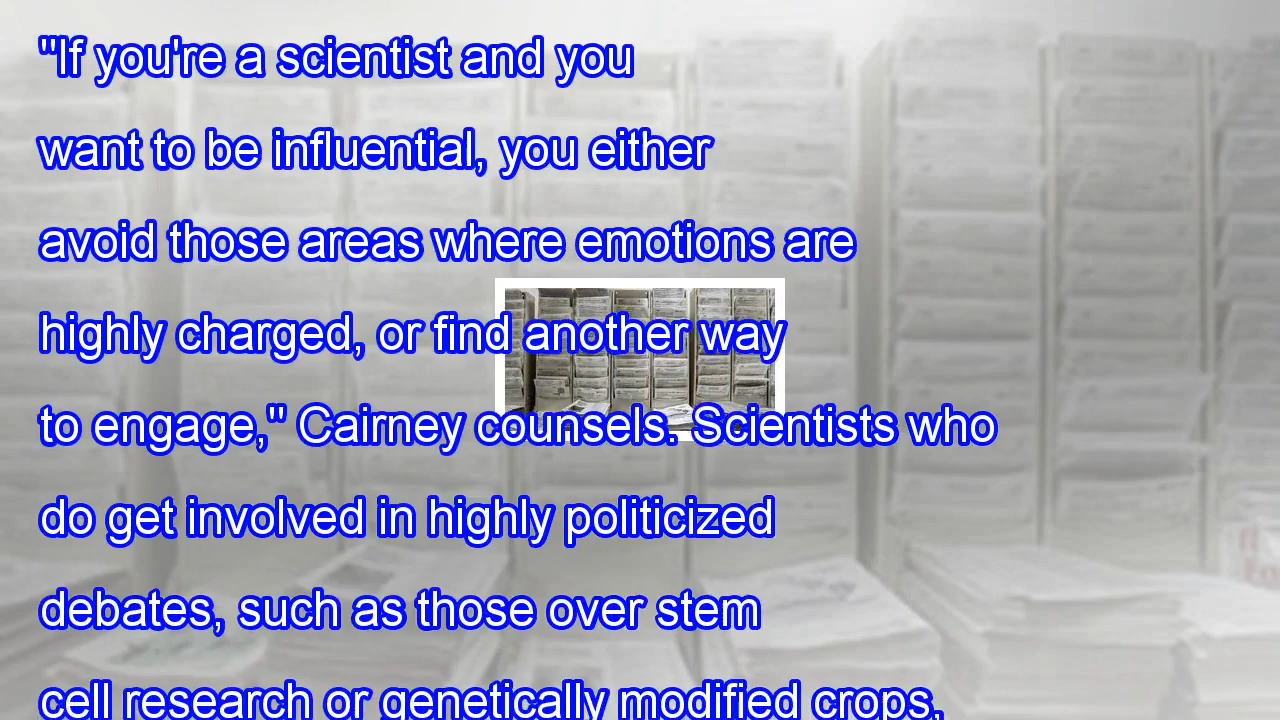 "If you're a scientist and you
want to be influential, you either
avoid those areas where emotions are
highly charged, or find another way
to engage," Cairney counsels. Scientists who
do get involved in highly politicized
debates, such as those over stem
cell research or genetically modified crops,